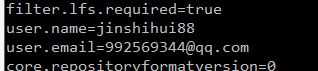 filter.lfs.required=true
user.name=jinshihui88
user.email=992569344@qq.com
core.repositoryformatversion=0